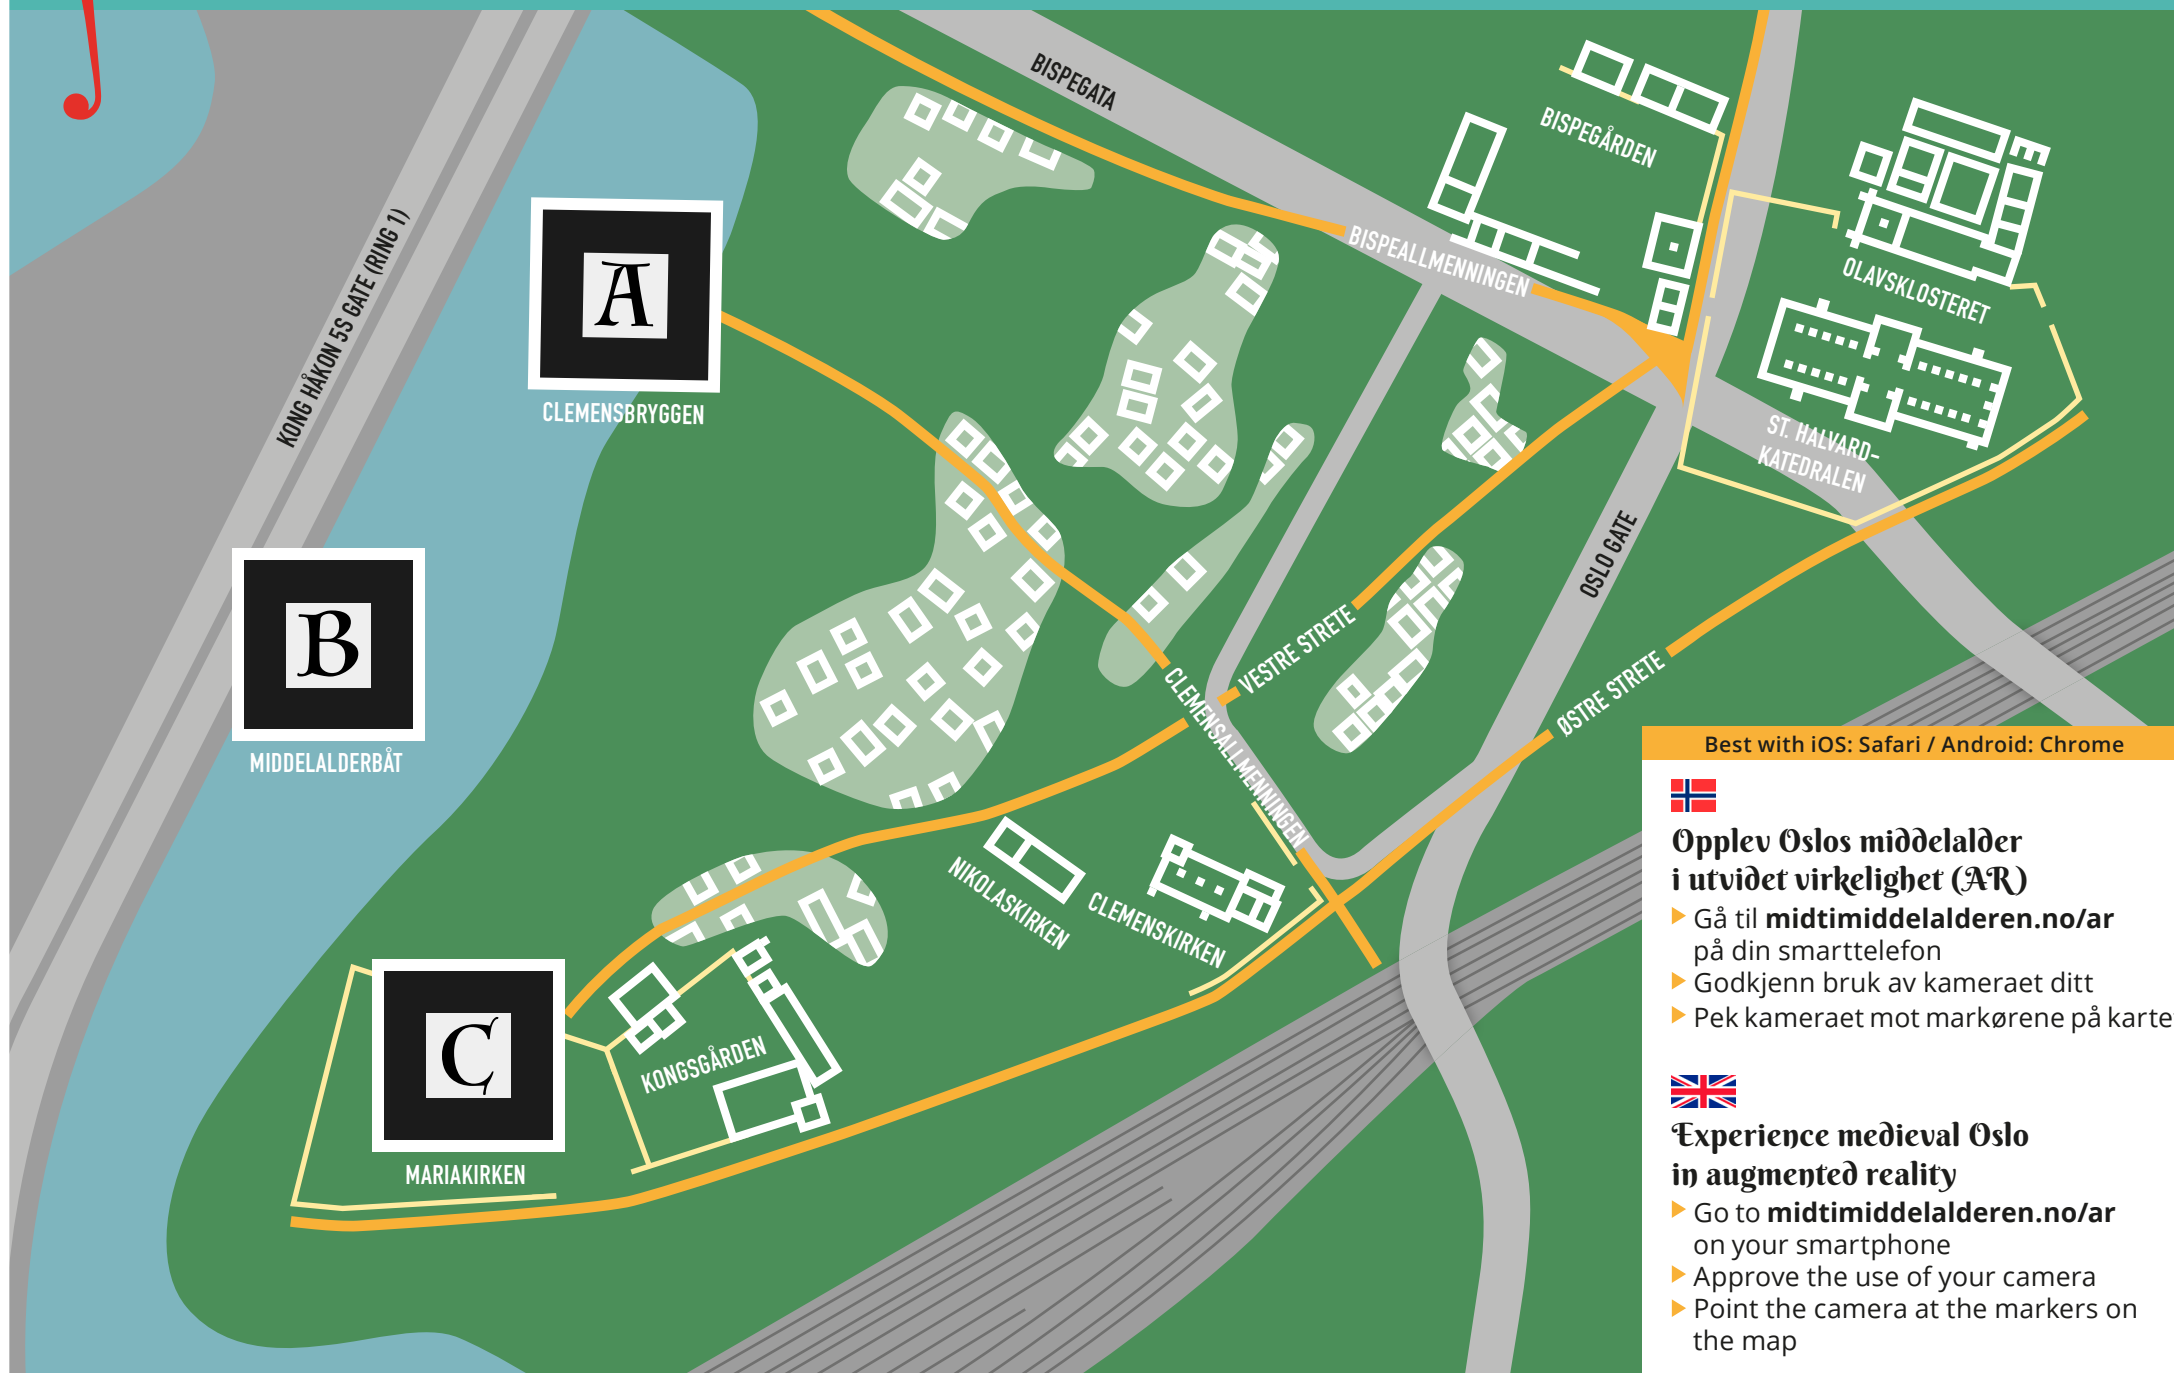 BISPEGATA
BISPEGÅRDEN
KONG HÅKON 5S GATE (RING 1)
A
CLEMENSBRYGGEN
BISPEALLMENNINGEN
OLAVSKLOSTERET
ST. HALVARD-
KATEDRALEN
OSLO GATE
B
MIDDELALDERBÅT
VESTRE STRETE
CLEMENSALLMENNINGEN
ØSTRE STRETE
NIKOLASKIRKEN
CLEMENSKIRKEN
KONGSGÅRDEN
C
MARIAKIRKEN
Best with iOS: Safari / Android: Chrome
Opplev Oslos middelalder
i utvidet virkelighet (AR)
Gå til midtimiddelalderen.no/ar
på din smarttelefon
Godkjenn bruk av kameraet ditt
Pek kameraet mot markørene på karte
Experience medieval Oslo
in augmented reality
Go to midtimiddelalderen.no/ar
on your smartphone
Approve the use of your camera
Point the camera at the markers on
the map